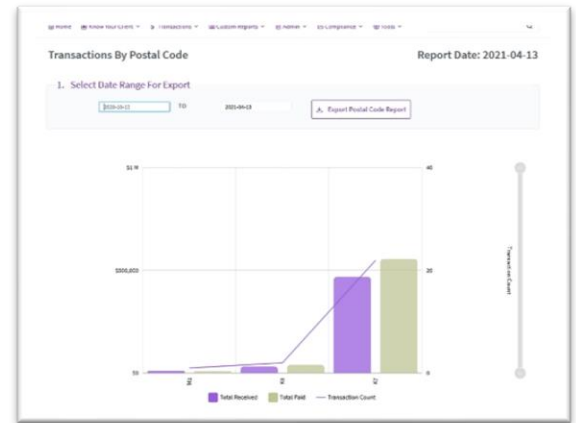 Home Know Your Client Transactions Custom Reports Admin Compliance Tools
Transactions By Postal Code Report Date: 2021-04-13
1. Select Date Range For Export
TO 2021-04-13 Export Postal Code Report
$1 M 40
Transaction Count
$500,000 20
$0 0
Total Received Total Paid Transaction Count